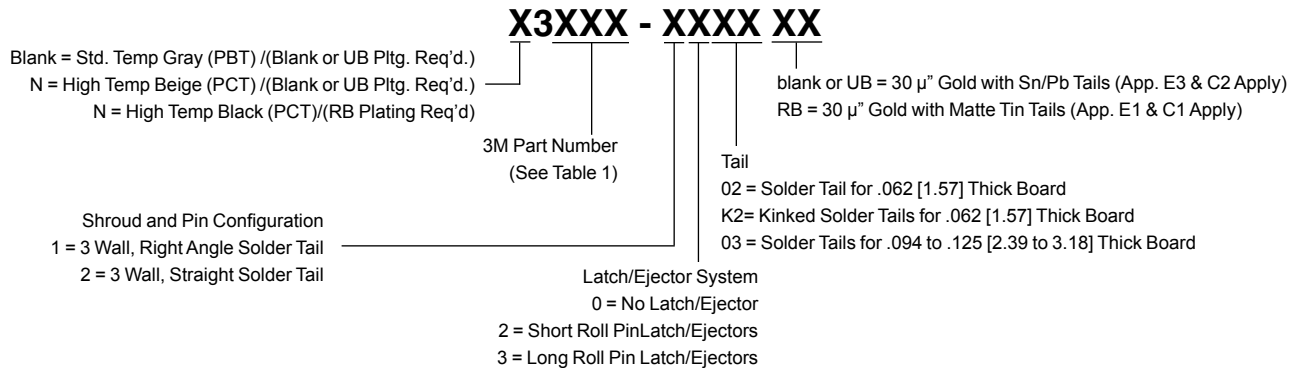 X3XXX - XXXX XX
Blank = Std. Temp Gray (PBT) /(Blank or UB Pltg. Req’d.)
N = High Temp Beige (PCT) /(Blank or UB Pltg. Req’d.)
N = High Temp Black (PCT)/(RB Plating Req’d)
blank or UB = 30 µ” Gold with Sn/Pb Tails (App. E3 & C2 Apply)
RB = 30 µ” Gold with Matte Tin Tails (App. E1 & C1 Apply)
3M Part Number
(See Table 1)
Tail
02 = Solder Tail for .062 [1.57] Thick Board
K2= Kinked Solder Tails for .062 [1.57] Thick Board
03 = Solder Tails for .094 to .125 [2.39 to 3.18] Thick Board
Shroud and Pin Configuration
1 = 3 Wall, Right Angle Solder Tail
2 = 3 Wall, Straight Solder Tail
Latch/Ejector System
0 = No Latch/Ejector
2 = Short Roll PinLatch/Ejectors
3 = Long Roll Pin Latch/Ejectors